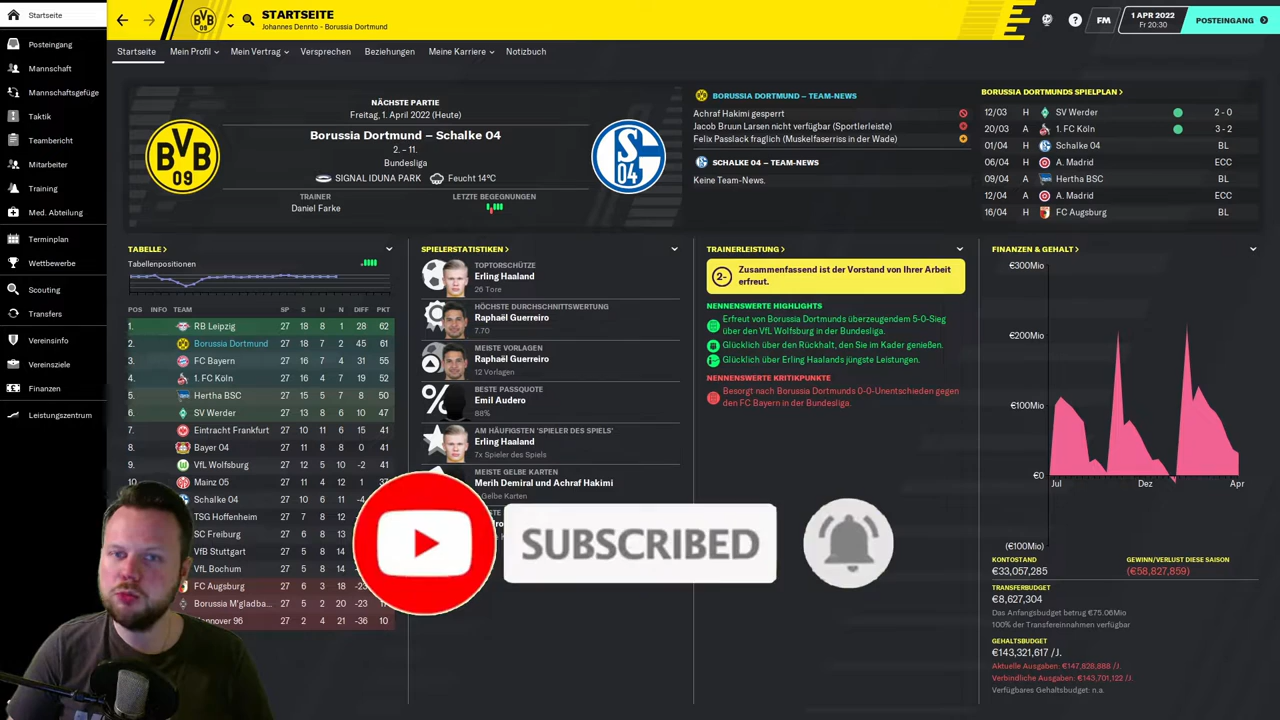 Startseite
STARTSEITE
Johannes Dennto - Borussia Dortmund
FM
1 APR 2022
Fr 20:30
POSTEINGANG
Startseite
Mein Profil
Mein Vertrag
Versprechen
Beziehungen
Meine Karriere
Notizbuch
Posteingang
Mannschaft
Mannschaftsgefüge
Taktik
Teambericht
Mitarbeiter
Training
Med. Abteilung
Terminplan
Wettbewerbe
Scouting
Transfers
Vereinsinfo
Vereinsziele
Finanzen
Leistungszentrum
NÄCHSTE PARTIE
Freitag, 1. April 2022 (Heute)
Borussia Dortmund – Schalke 04
2. – 11.
Bundesliga
SIGNAL IDUNA PARK
Feucht 14°C
TRAINER
Daniel Farke
LETZTE BEGEGNUNGEN
BVB
09
S
04
BORUSSIA DORTMUND – TEAM-NEWS
Achraf Hakimi gesperrt
Jacob Bruun Larsen nicht verfügbar (Sportlerleiste)
Felix Passlack fraglich (Muskelfaserriss in der Wade)
SCHALKE 04 – TEAM-NEWS
Keine Team-News.
BORUSSIA DORTMUNDS SPIELPLAN
12/03 H SV Werder 2 - 0
20/03 A 1. FC Köln 3 - 2
01/04 H Schalke 04 BL
06/04 H A. Madrid ECC
09/04 A Hertha BSC BL
12/04 A A. Madrid ECC
16/04 H FC Augsburg BL
TABELLE
Tabellenpositionen
POS INFO TEAM SP S U N DIFF PKT
1. RB Leipzig 27 18 8 1 28 62
2. Borussia Dortmund 27 18 7 2 45 61
3. FC Bayern 27 16 7 4 31 55
4. 1. FC Köln 27 16 4 7 19 52
5. Hertha BSC 27 15 5 7 8 50
6. SV Werder 27 13 8 6 10 47
7. Eintracht Frankfurt 27 10 11 6 15 41
8. Bayer 04 27 11 8 8 0 41
9. VfL Wolfsburg 27 12 5 10 -2 41
10. Mainz 05 27 11 4 12 1
Schalke 04 27 10 6 11 -4
TSG Hoffenheim 27 8
SC Freiburg 27 6 8 13
VfB Stuttgart 27
VfL Bochum 27
FC Augsburg 27 6 3 18
Borussia M'gladba... 27 5 2 20
annover 96 27 2 4 21 -36 10
SPIELERSTATISTIKEN
TOPTORSCHÜTZE
Erling Haaland
26 Tore
HÖCHSTE DURCHSCHNITTSWERTUNG
Raphaël Guerreiro
7.70
MEISTE VORLAGEN
Raphaël Guerreiro
12 Vorlagen
BESTE PASSQUOTE
Emil Audero
88%
AM HÄUFIGSTEN 'SPIELER DES SPIELS'
Erling Haaland
7x Spieler des Spiels
MEISTE GELBE KARTEN
Merih Demiral und Achraf Hakimi
Gelbe Karten
SUBSCRIBED
TRAINERLEISTUNG
2-
Zusammenfassend ist der Vorstand von Ihrer Arbeit
erfreut.
NENNENSWERTE HIGHLIGHTS
Erfreut von Borussia Dortmunds überzeugendem 5-0-Sieg
über den VfL Wolfsburg in der Bundesliga.
Glücklich über den Rückhalt, den Sie im Kader genießen.
Glücklich über Erling Haalands jüngste Leistungen.
NENNENSWERTE KRITIKPUNKTE
Besorgt nach Borussia Dortmunds 0-0-Unentschieden gegen
den FC Bayern in der Bundesliga.
FINANZEN & GEHALT
€300Mio
€200Mio
€100Mio
€0
Jul Dez Apr
(€100Mio)
KONTOSTAND
€33,057,285
GEWINN/VERLUST DIESE SAISON
(€58,827,859)
TRANSFERBUDGET
€8,627,304
Das Anfangsbudget betrug €75.06Mio
100% der Transfereinnahmen verfügbar
GEHALTSBUDGET
€143,321,617 /J.
Aktuelle Ausgaben: €147,828,888 /J.
Verbindliche Ausgaben: €143,701,122 /J.
Verfügbares Gehaltsbudget: n.a.